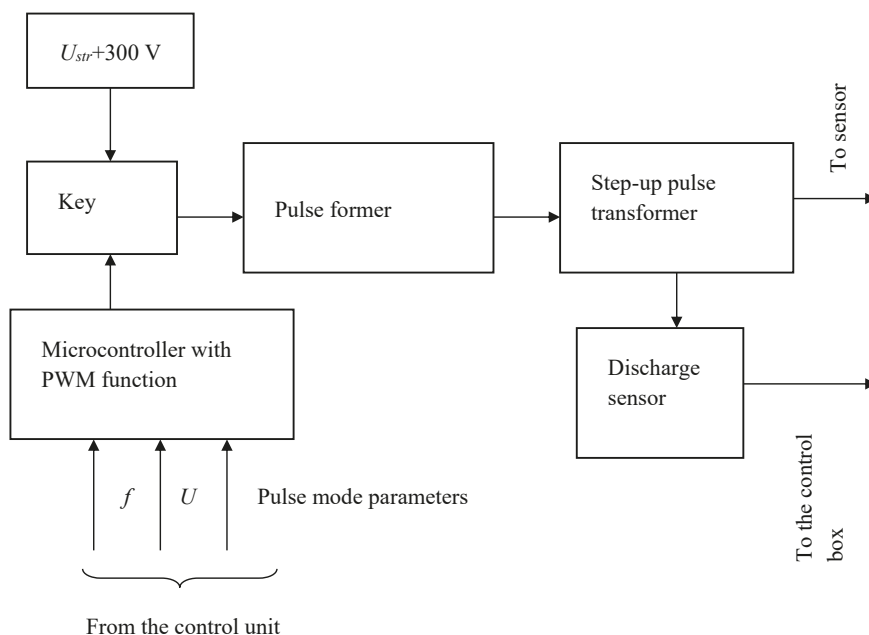 Ustr+300 V
Key
Pulse former
Step-up pulse
transformer
To sensor
Microcontroller with
PWM function
Discharge
sensor
f
U
Pulse mode parameters
To the control
box
From the control unit